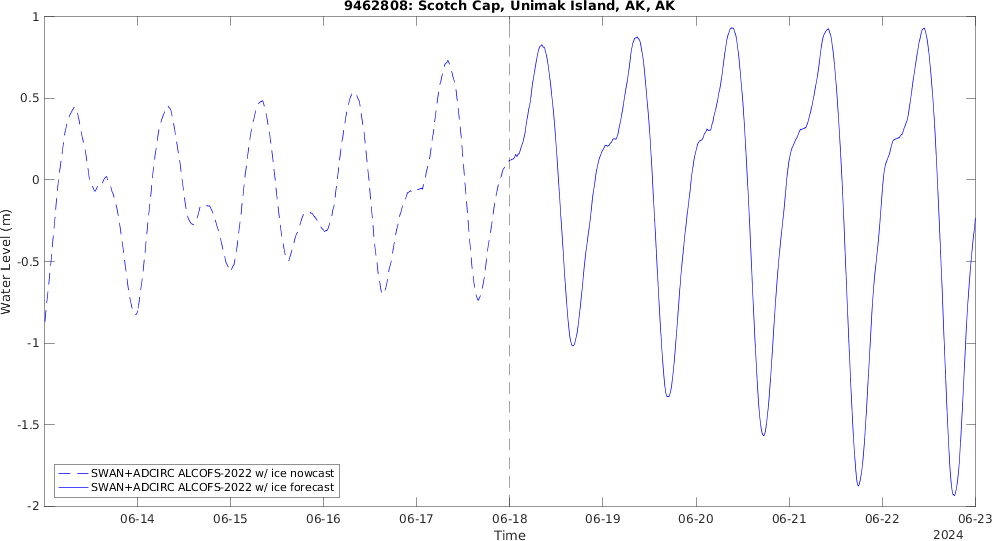 9462808: Scotch Cap, Unimak Island, AK, AK
1
0.5
0
-0.5
-1
-1.5
-2
Water Level (m)
SWAN+ADCIRC ALCOFS-2022 w/ ice nowcast
SWAN+ADCIRC ALCOFS-2022 w/ ice forecast
06-14 06-15 06-16 06-17 06-18 06-19 06-20 06-21 06-22 06-23
Time
2024